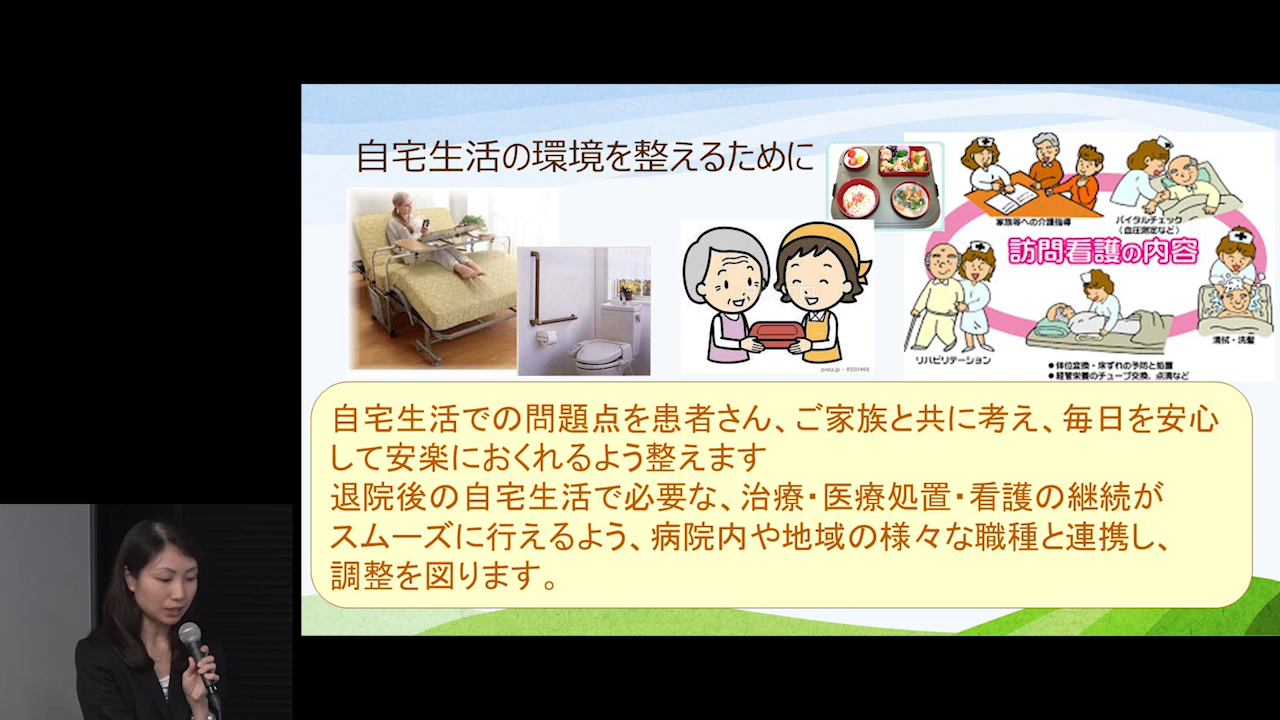 自宅生活の環境を整えるために
家族等への介護指導
バイタルチェック
(血圧測定など)
訪問看護の内容
リハビリテーション
清拭・洗髪
●体位変換・床ずれの予防と処置
●経管栄養のチューブ交換、点滴など
pixta.jp - 8500468
自宅生活での問題点を患者さん、ご家族と共に考え、毎日を安心
して安楽におくれるよう整えます
退院後の自宅生活で必要な、治療・医療処置・看護の継続が
スムーズに行えるよう、病院内や地域の様々な職種と連携し、
調整を図ります。